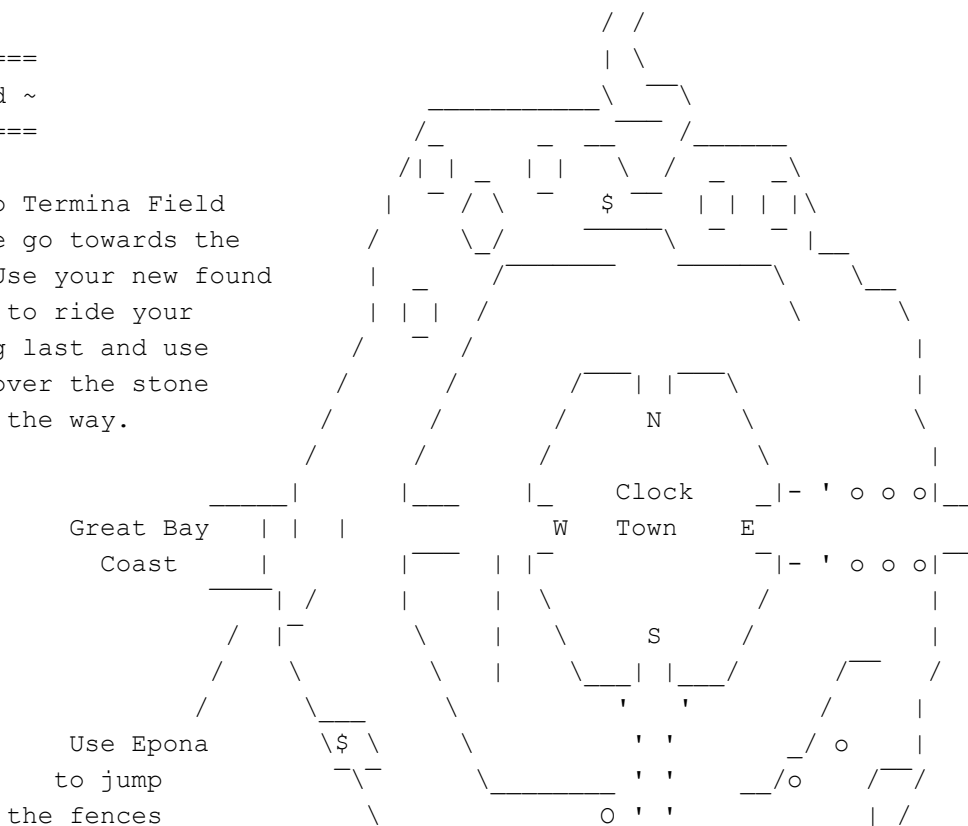 ===
d ~
===
o Termina Field
e go towards the
Use your new found
to ride your
g last and use
over the stone
the way.
N
Clock
W Town E
Great Bay
Coast
S
Use Epona
to jump
the fences